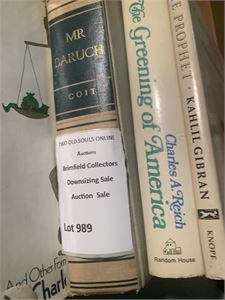 MR
BARUCH
COIT
TWO OLD SOULS ONLINE
Auctions
Brimfield Collectors
Downsizing Sale
Auction Sale
Lot 989
The Greening of
America
Charles A. Reich
Random House
PROPHET
KAHLIL GIBRAN
KNOPF
And Other
Charl